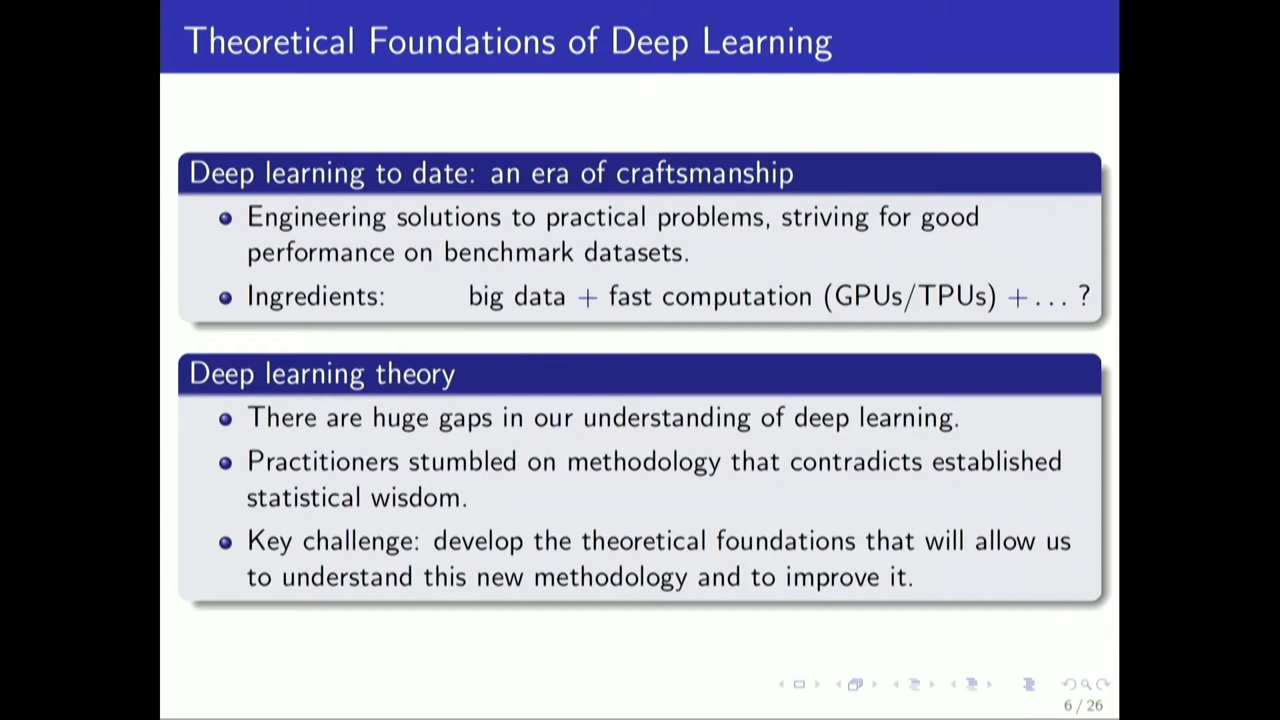 Theoretical Foundations of Deep Learning
Deep learning to date: an era of craftsmanship
Engineering solutions to practical problems, striving for good
performance on benchmark datasets.
Ingredients: big data + fast computation (GPUs/TPUs) + . . . ?
Deep learning theory
There are huge gaps in our understanding of deep learning.
Practitioners stumbled on methodology that contradicts established
statistical wisdom.
Key challenge: develop the theoretical foundations that will allow us
to understand this new methodology and to improve it.
6 / 26